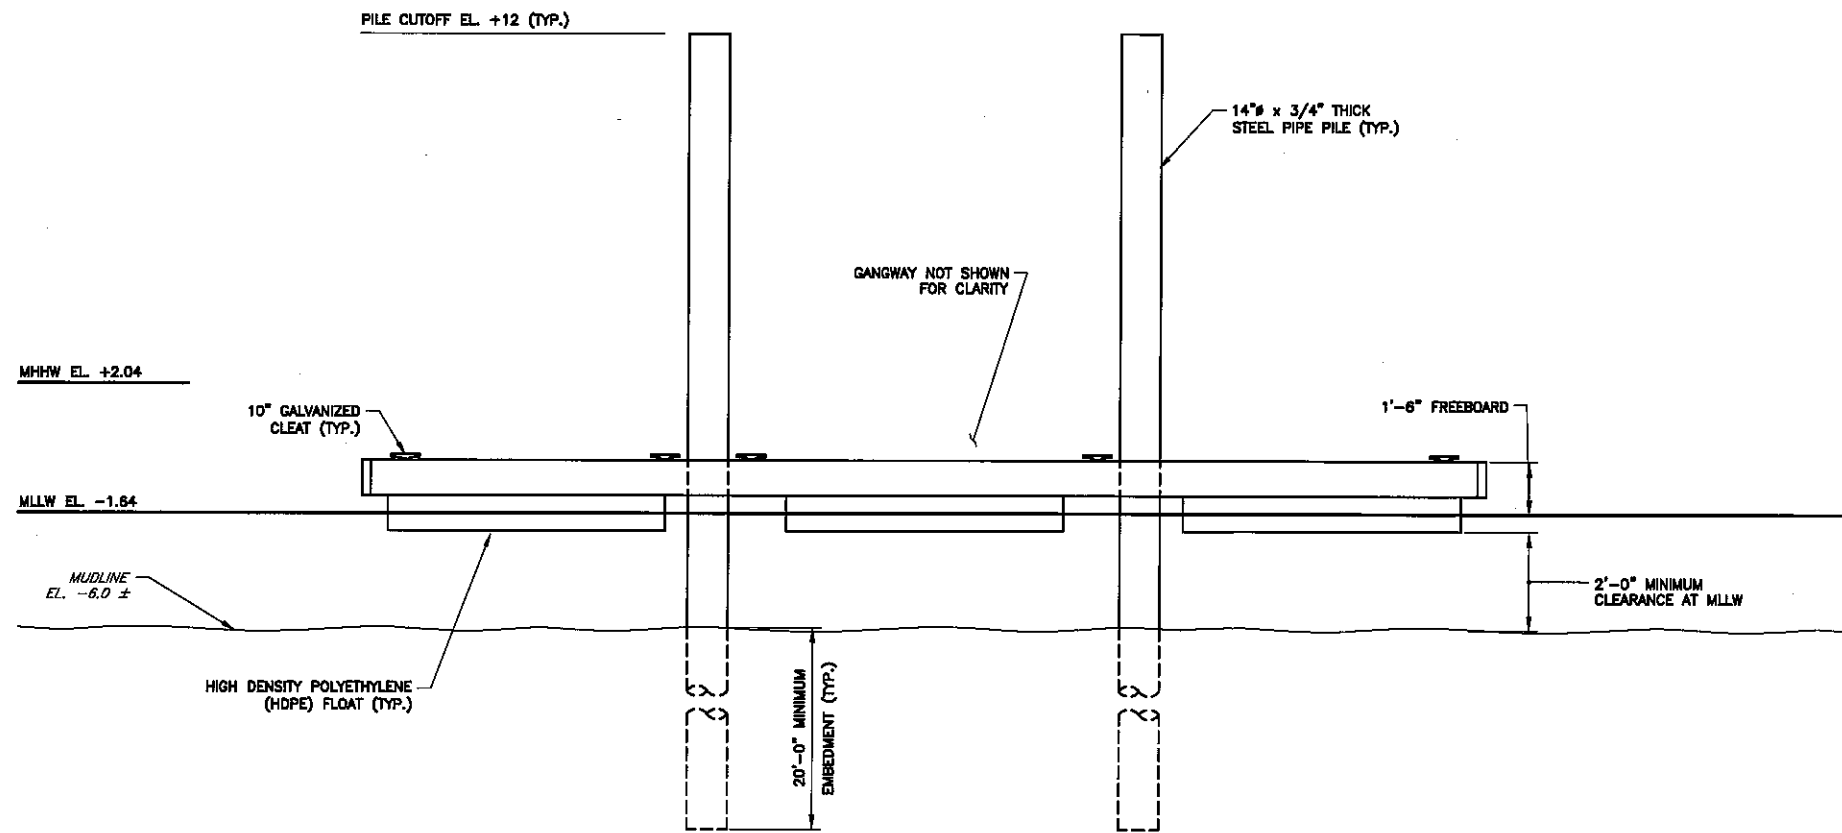 PILE CUTOFF EL. +12 (TYP.)
14"ø x 3/4" THICK
STEEL PIPE PILE (TYP.)
GANGWAY NOT SHOWN
FOR CLARITY
MHHW EL. +2.04
10" GALVANIZED
CLEAT (TYP.)
1'-6" FREEBOARD
MLLW EL. -1.64
MUDLINE
EL. -6.0 ±
2'-0" MINIMUM
CLEARANCE AT MLLW
HIGH DENSITY POLYETHYLENE
(HDPE) FLOAT (TYP.)
20'-0" MINIMUM
EMBEDMENT (TYP.)